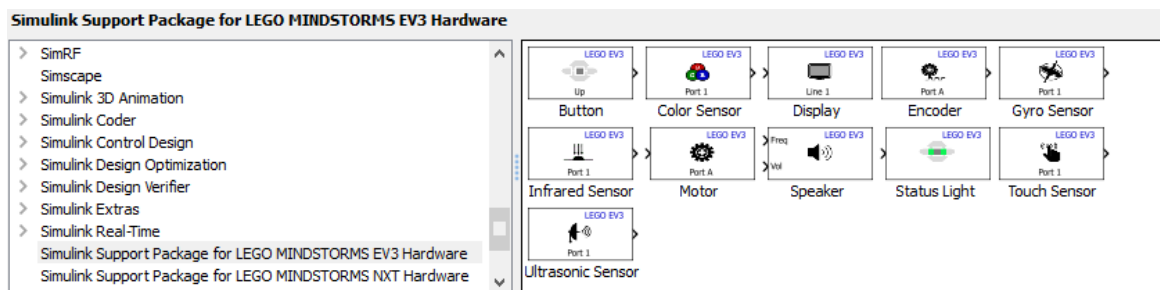 Simulink Support Package for LEGO MINDSTORMS EV3 Hardware
SimRF
Simscape
Simulink 3D Animation
Simulink Coder
Simulink Control Design
Simulink Design Optimization
Simulink Design Verifier
Simulink Extras
Simulink Real-Time
Simulink Support Package for LEGO MINDSTORMS EV3 Hardware
Simulink Support Package for LEGO MINDSTORMS NXT Hardware
LEGO EV3 LEGO EV3 LEGO EV3 LEGO EV3 LEGO EV3
Up Port 1 Line 1 Port A Port 1
Button Color Sensor Display Encoder Gyro Sensor
LEGO EV3 LEGO EV3 LEGO EV3 LEGO EV3 LEGO EV3
Freq
Port 1 Port A Vol Port 1
Infrared Sensor Motor Speaker Status Light Touch Sensor
LEGO EV3
Port 1
Ultrasonic Sensor